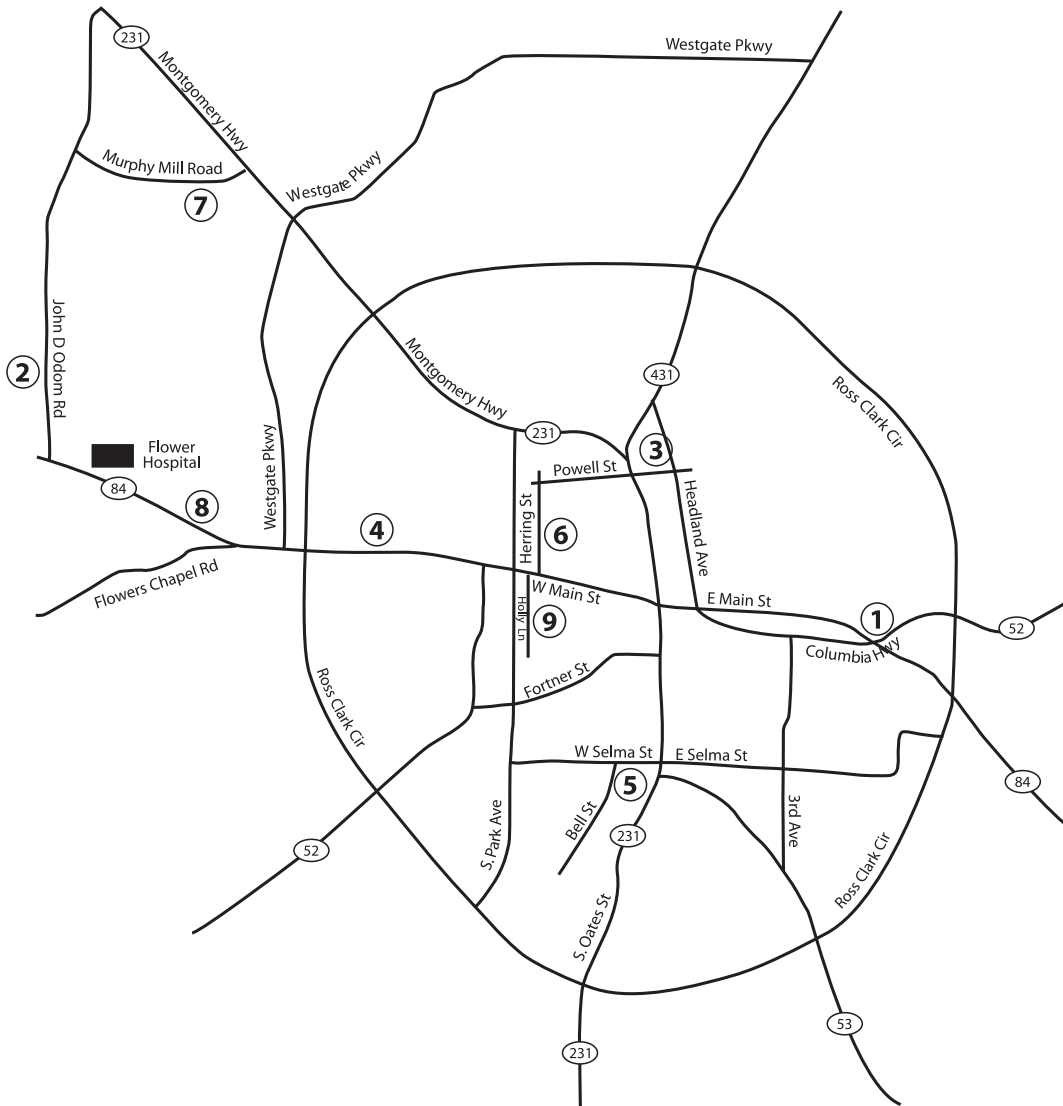 231
Westgate Pkwy
Montgomery Hwy
Murphy Mill Road
Westgate Pkwy
7
John D Odom Rd
2
Montgomery Hwy
431
Ross Clark Cir
231
3
Flower
Hospital
Powell St
84
8
Westgate Pkwy
4
Herring St
6
Headland Ave
Flowers Chapel Rd
W Main St
E Main St
Holly Ln
9
1
52
Columbia Hwy
Ross Clark Cir
Fortner St
W Selma St
E Selma St
5
84
Bell St
3rd Ave
S. Park Ave
231
52
Ross Clark Cir
S. Oates St
53
231